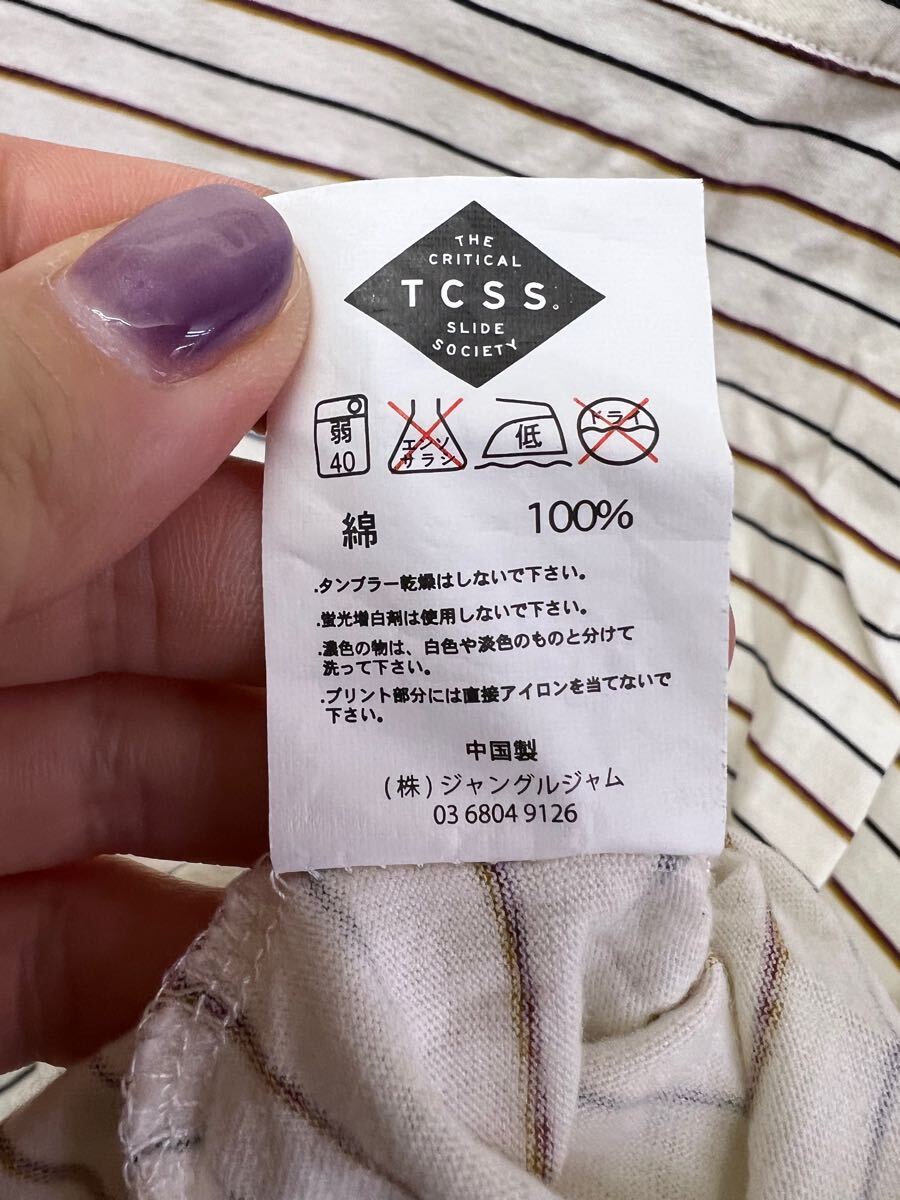 THE
CRITICAL
TCSS
SLIDE
SOCIETY
弱
40
エンソ
サラシ
低
ドライ
綿 100%
.タンブラー乾燥はしないで下さい。
.蛍光増白剤は使用しないで下さい。
.濃色の物は、白色や淡色のものと分けて
洗って下さい。
.プリント部分には直接アイロンを当てないで
下さい。
中国製
(株)ジャングルジャム
03 6804 9126